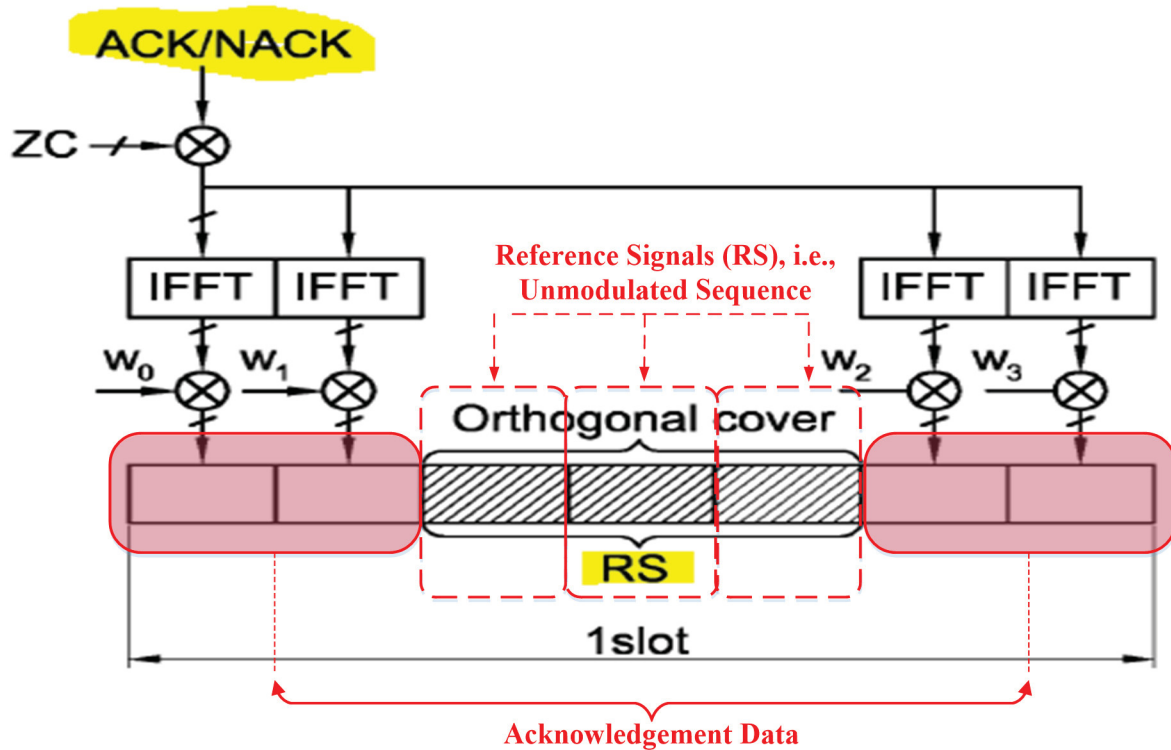 ACK/NACK
ZC
IFFT IFFT IFFT IFFT
Reference Signals (RS), i.e.,
Unmodulated Sequence
w₀ w₁ w₂ w₃
Orthogonal cover
RS
1slot
Acknowledgement Data